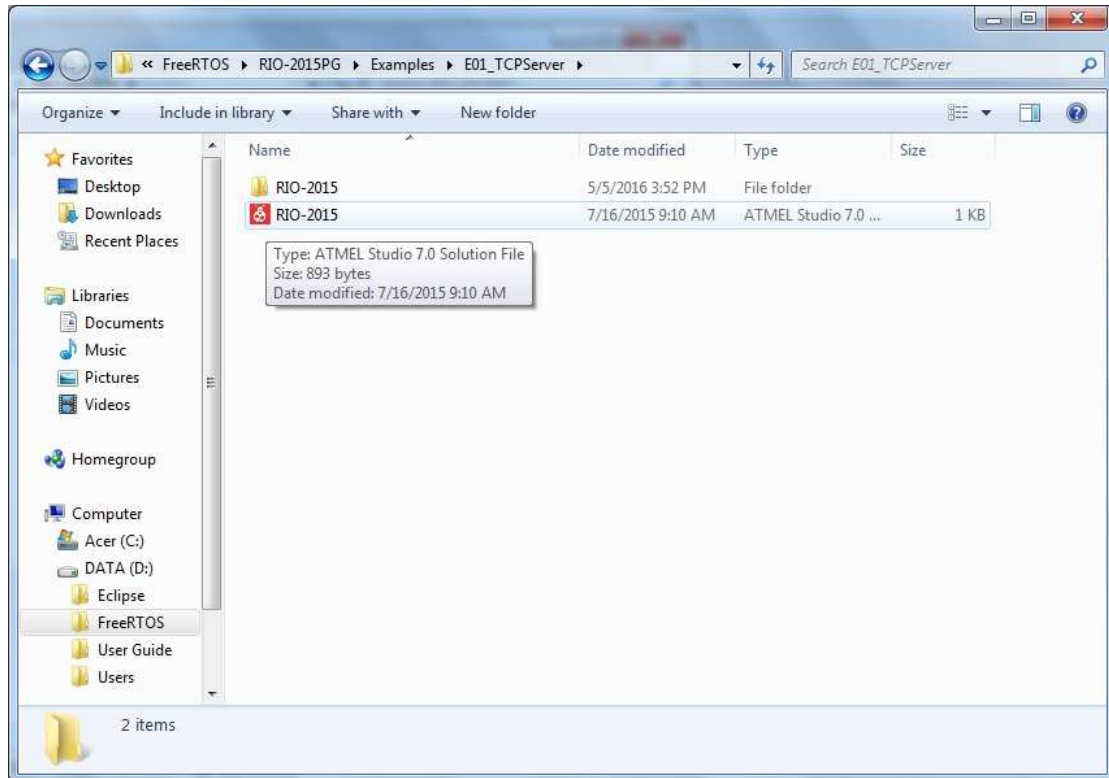 « FreeRTOS ▸ RIO-2015PG ▸ Examples ▸ E01_TCPServer ▸ Search E01_TCPServer
Organize Include in library Share with New folder
Name Date modified Type Size
RIO-2015 5/5/2016 3:52 PM File folder
RIO-2015 7/16/2015 9:10 AM ATMEL Studio 7.0 ... 1 KB
Type: ATMEL Studio 7.0 Solution File
Size: 893 bytes
Date modified: 7/16/2015 9:10 AM
Favorites
Desktop
Downloads
Recent Places
Libraries
Documents
Music
Pictures
Videos
Homegroup
Computer
Acer (C:)
DATA (D:)
Eclipse
FreeRTOS
User Guide
Users
2 items